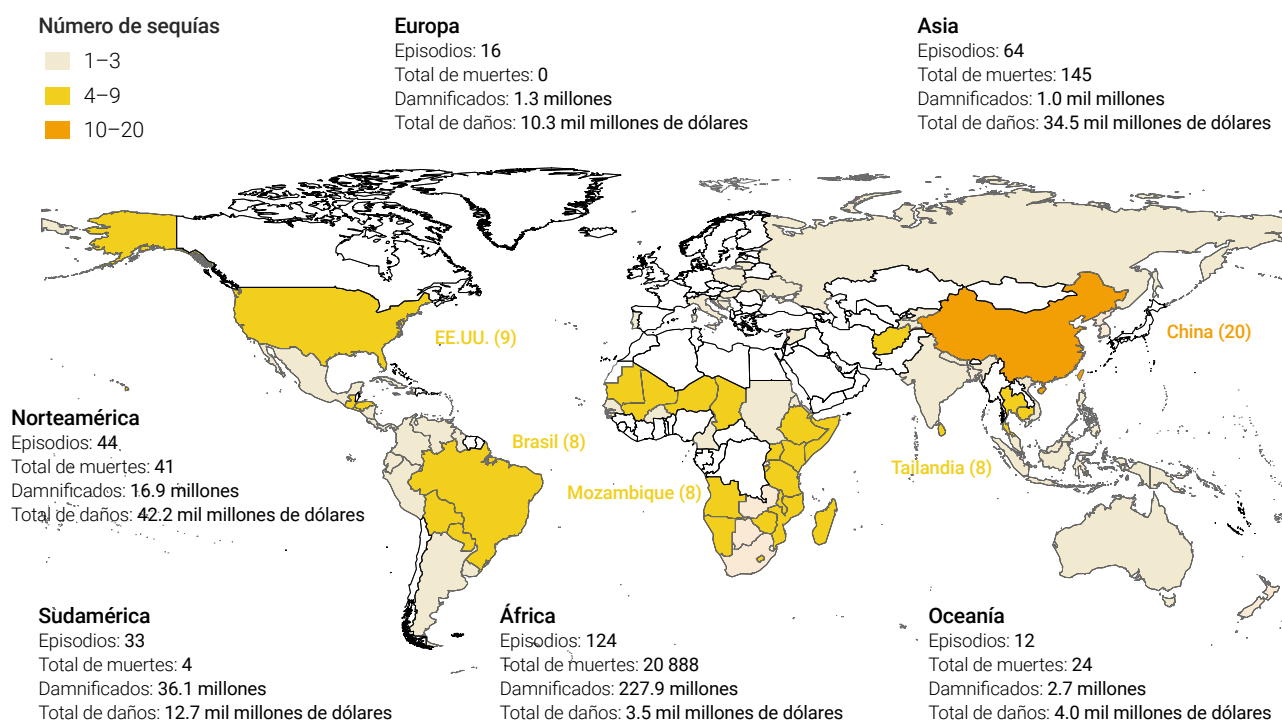 Número de sequías
1–3
4–9
10–20
Europa
Episodios: 16
Total de muertes: 0
Damnificados: 1.3 millones
Total de daños: 10.3 mil millones de dólares
Asia
Episodios: 64
Total de muertes: 145
Damnificados: 1.0 mil millones
Total de daños: 34.5 mil millones de dólares
EE.UU. (9)
China (20)
Brasil (8)
Mozambique (8)
Tailandia (8)
Norteamérica
Episodios: 44
Total de muertes: 41
Damnificados: 16.9 millones
Total de daños: 42.2 mil millones de dólares
Sudamérica
Episodios: 33
Total de muertes: 4
Damnificados: 36.1 millones
Total de daños: 12.7 mil millones de dólares
África
Episodios: 124
Total de muertes: 20 888
Damnificados: 227.9 millones
Total de daños: 3.5 mil millones de dólares
Oceanía
Episodios: 12
Total de muertes: 24
Damnificados: 2.7 millones
Total de daños: 4.0 mil millones de dólares